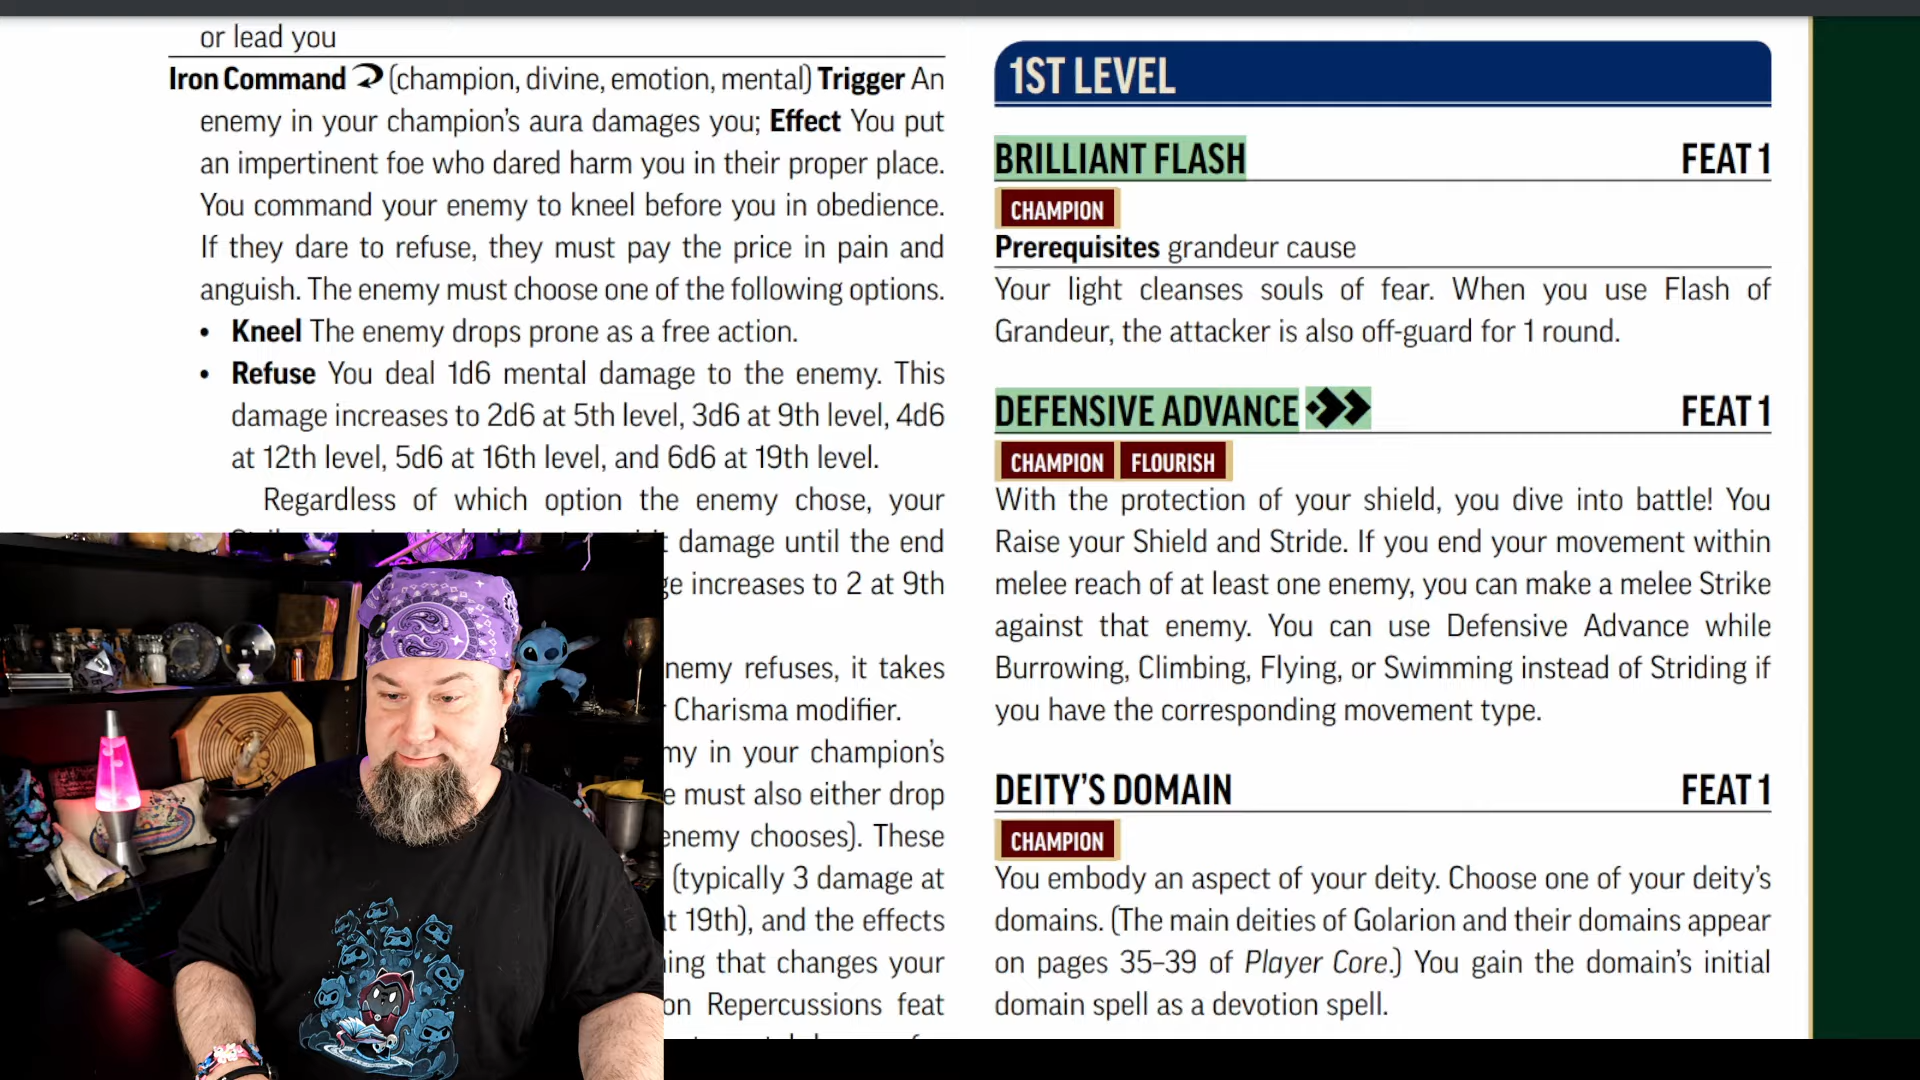 or lead you
Iron Command (champion, divine, emotion, mental) Trigger An
enemy in your champion's aura damages you; Effect You put
an impertinent foe who dared harm you in their proper place.
You command your enemy to kneel before you in obedience.
If they dare to refuse, they must pay the price in pain and
anguish. The enemy must choose one of the following options.
• Kneel The enemy drops prone as a free action.
• Refuse You deal 1d6 mental damage to the enemy. This
damage increases to 2d6 at 5th level, 3d6 at 9th level, 4d6
at 12th level, 5d6 at 16th level, and 6d6 at 19th level.
Regardless of which option the enemy chose, your
damage until the end
increases to 2 at 9th
refuses, it takes
Charisma modifier.
in your champion's
must also either drop
enemy chooses). These
(typically 3 damage at
19th), and the effects
that changes your
Repercussions feat
1ST LEVEL
BRILLIANT FLASH FEAT 1
CHAMPION
Prerequisites grandeur cause
Your light cleanses souls of fear. When you use Flash of
Grandeur, the attacker is also off-guard for 1 round.
DEFENSIVE ADVANCE FEAT 1
CHAMPION FLOURISH
With the protection of your shield, you dive into battle! You
Raise your Shield and Stride. If you end your movement within
melee reach of at least one enemy, you can make a melee Strike
against that enemy. You can use Defensive Advance while
Burrowing, Climbing, Flying, or Swimming instead of Striding if
you have the corresponding movement type.
DEITY'S DOMAIN FEAT 1
CHAMPION
You embody an aspect of your deity. Choose one of your deity's
domains. (The main deities of Golarion and their domains appear
on pages 35–39 of Player Core.) You gain the domain's initial
domain spell as a devotion spell.